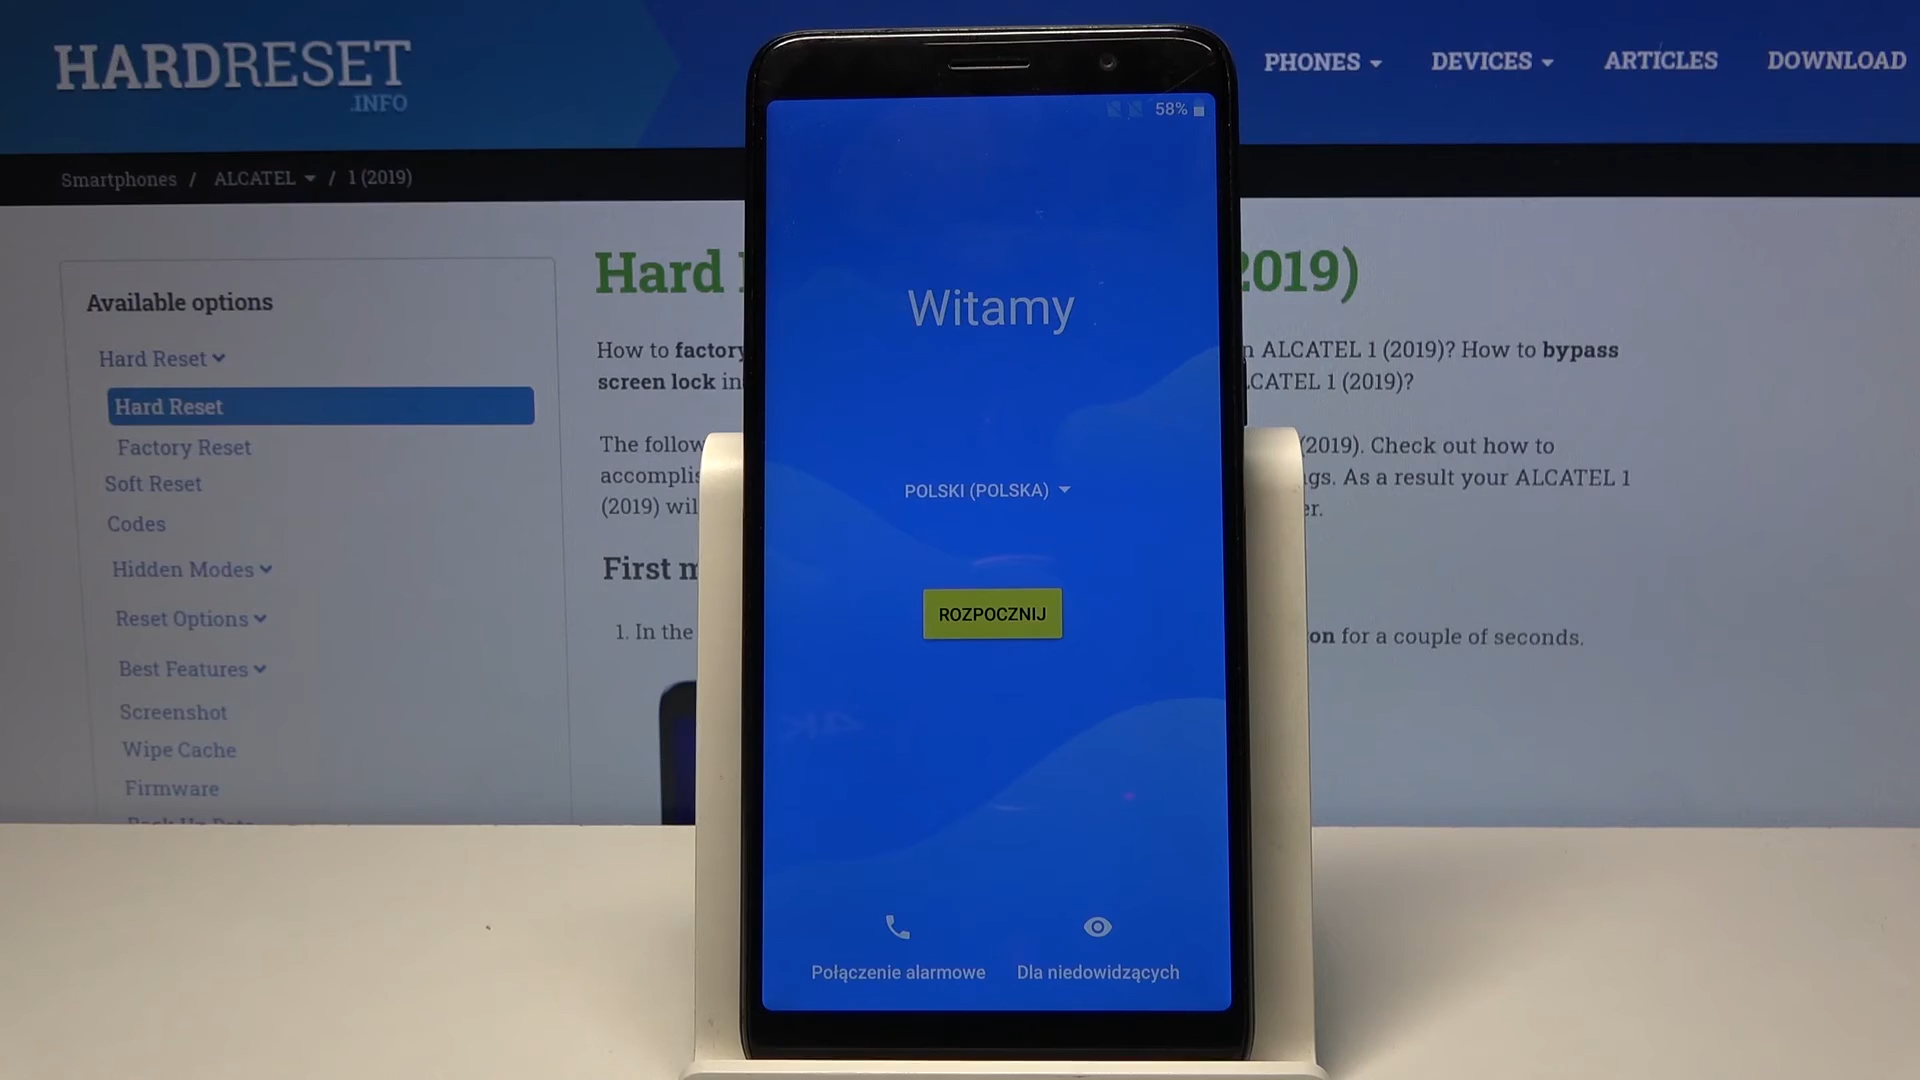 HARDRESET
.INFO
PHONES
DEVICES
ARTICLES
DOWNLOAD
Smartphones / ALCATEL / 1 (2019)
Available options
Hard Reset
Hard Reset
Factory Reset
Soft Reset
Codes
Hidden Modes
Reset Options
Best Features
Screenshot
Wipe Cache
Firmware
Hard 2019)
How to factory n ALCATEL 1 (2019)? How to bypass
screen lock in CATEL 1 (2019)?
The follow (2019). Check out how to
accomplis gs. As a result your ALCATEL 1
(2019) wil er.
First m
1. In the on for a couple of seconds.
58%
Witamy
POLSKI (POLSKA)
ROZPOCZNIJ
Połączenie alarmowe
Dla niedowidzących